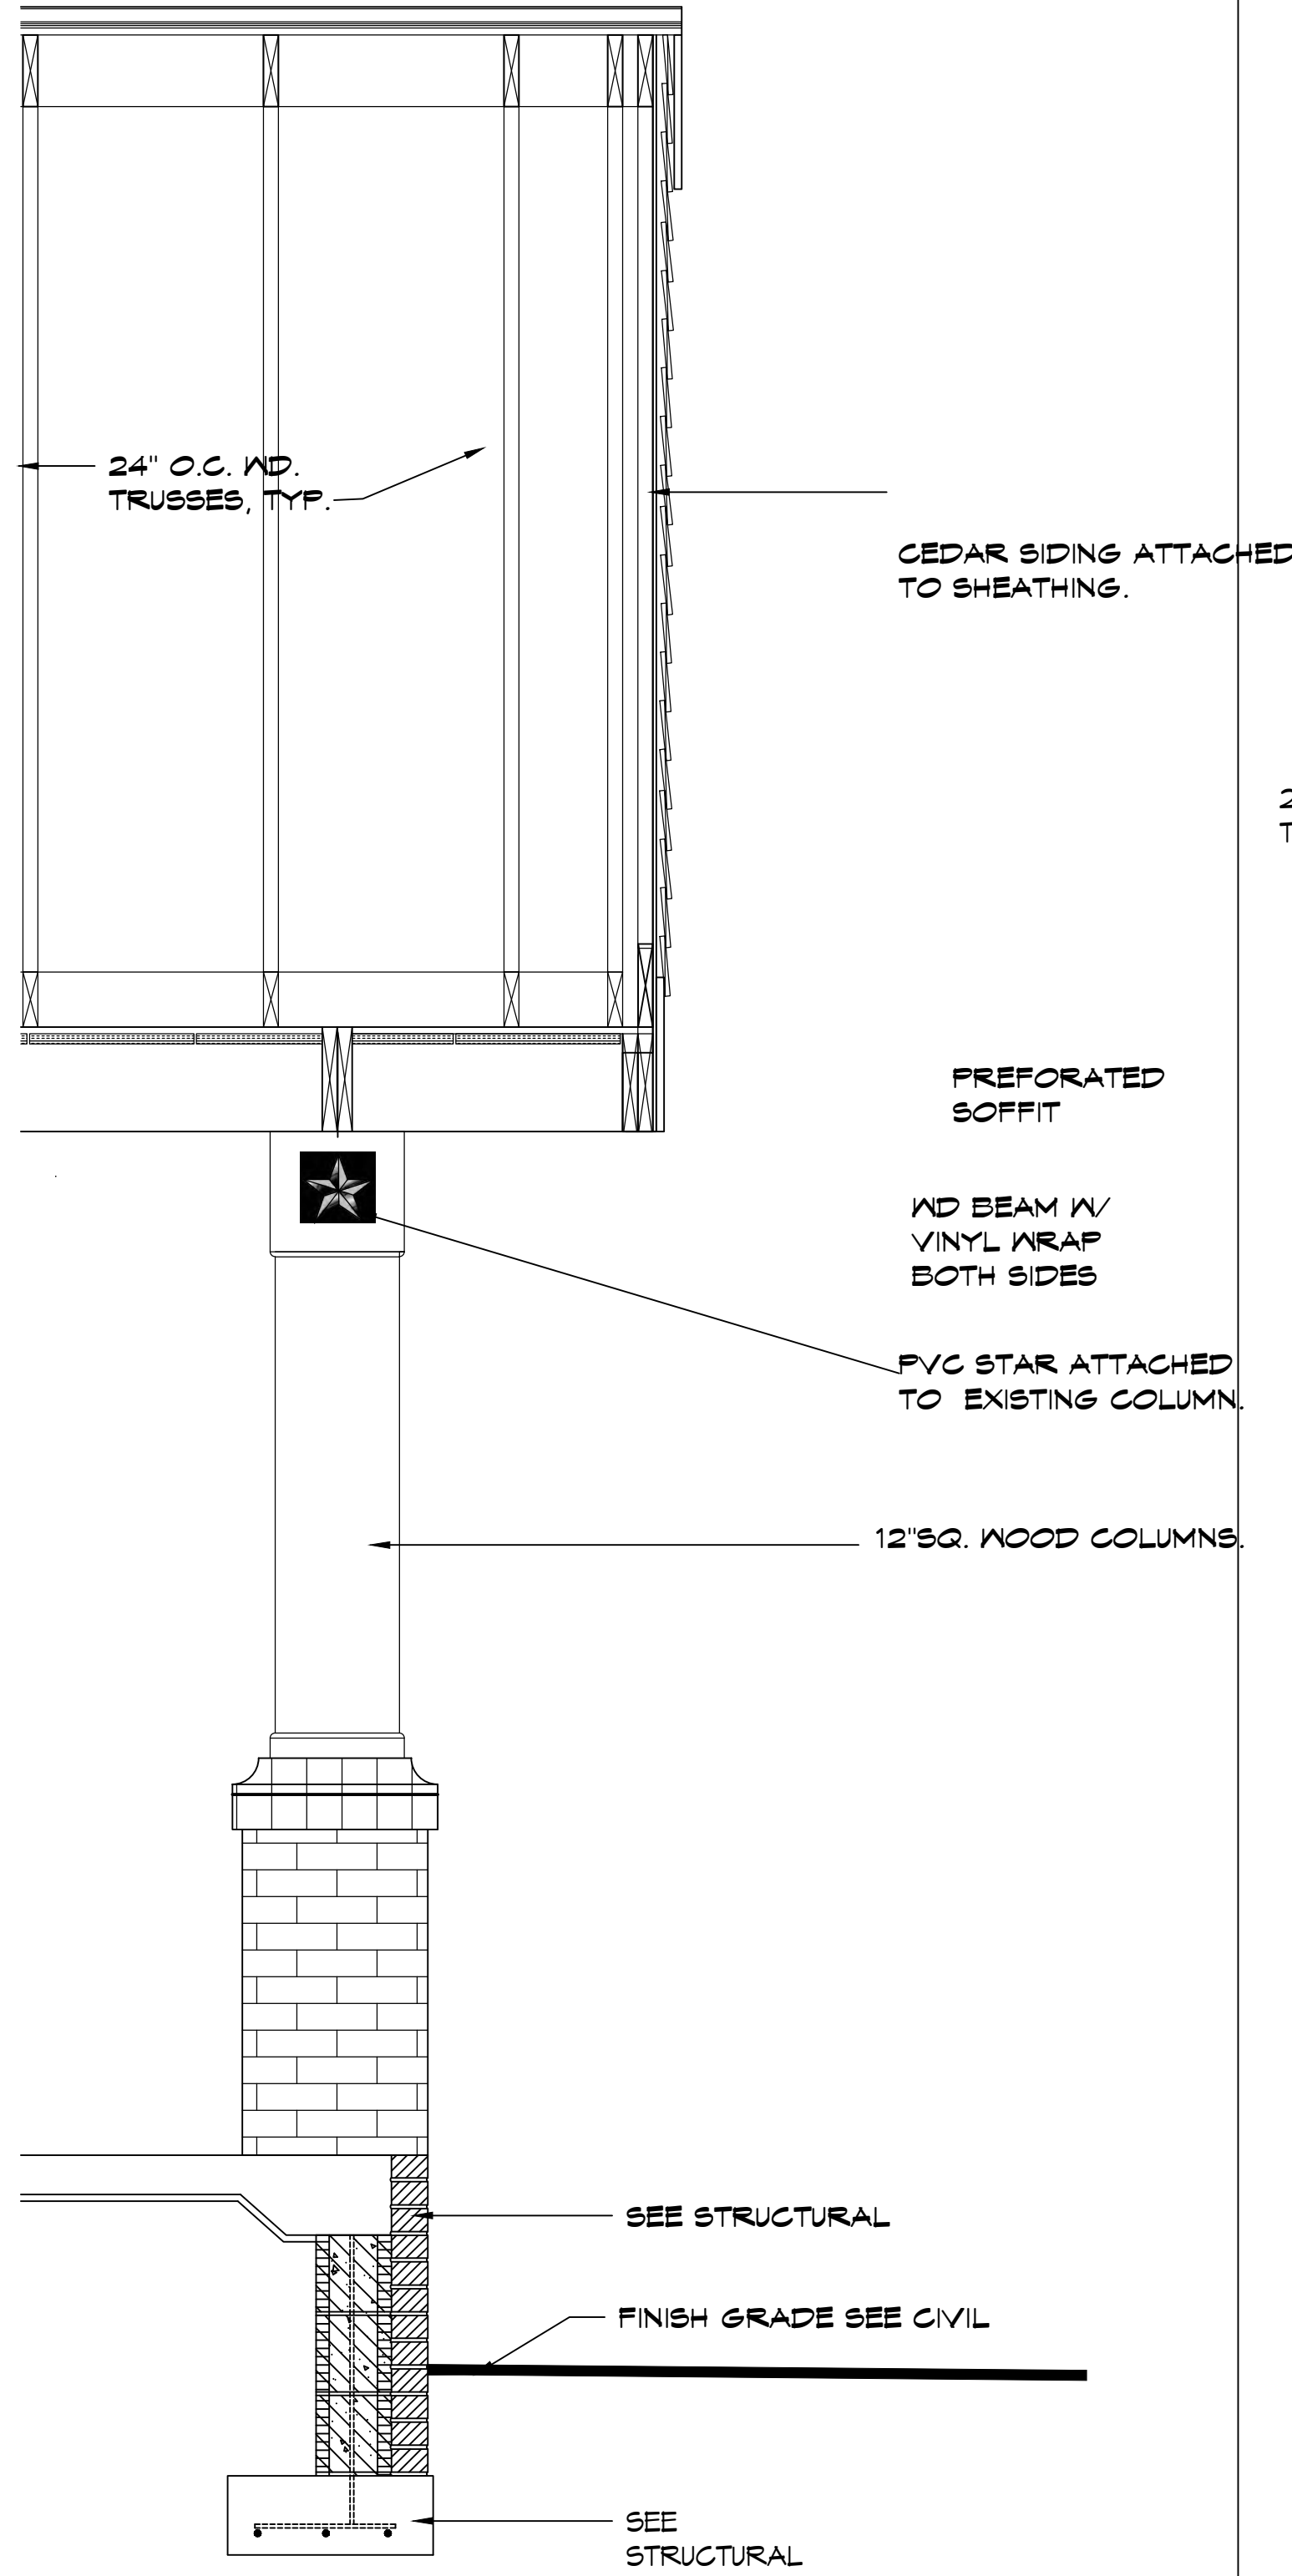 24" O.C. WD.
TRUSSES, TYP.
CEDAR SIDING ATTACHED
TO SHEATHING.
2
T
PREFORATED
SOFFIT
WD BEAM W/
VINYL WRAP
BOTH SIDES
PVC STAR ATTACHED
TO EXISTING COLUMN.
12"SQ. WOOD COLUMNS.
SEE STRUCTURAL
FINISH GRADE SEE CIVIL
SEE
STRUCTURAL